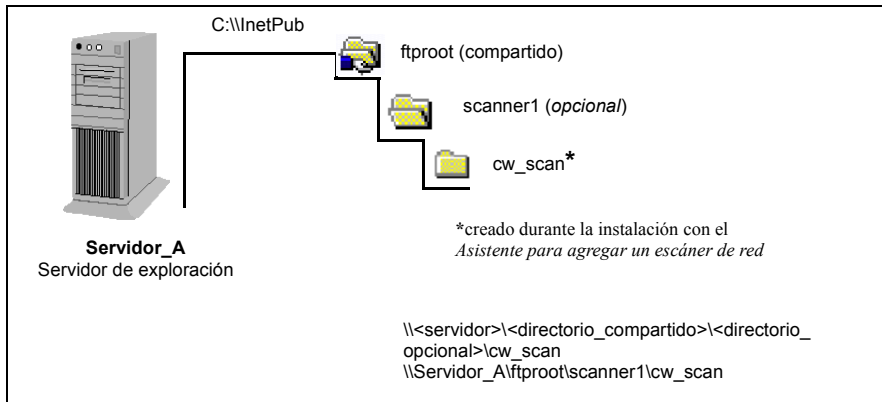 C:\\InetPub
ftproot (compartido)
scanner1 (opcional)
cw_scan*
*creado durante la instalación con el
Asistente para agregar un escáner de red
Servidor_A
Servidor de exploración
\\<servidor>\<directorio_compartido>\<directorio_
opcional>\cw_scan
\\Servidor_A\ftproot\scanner1\cw_scan